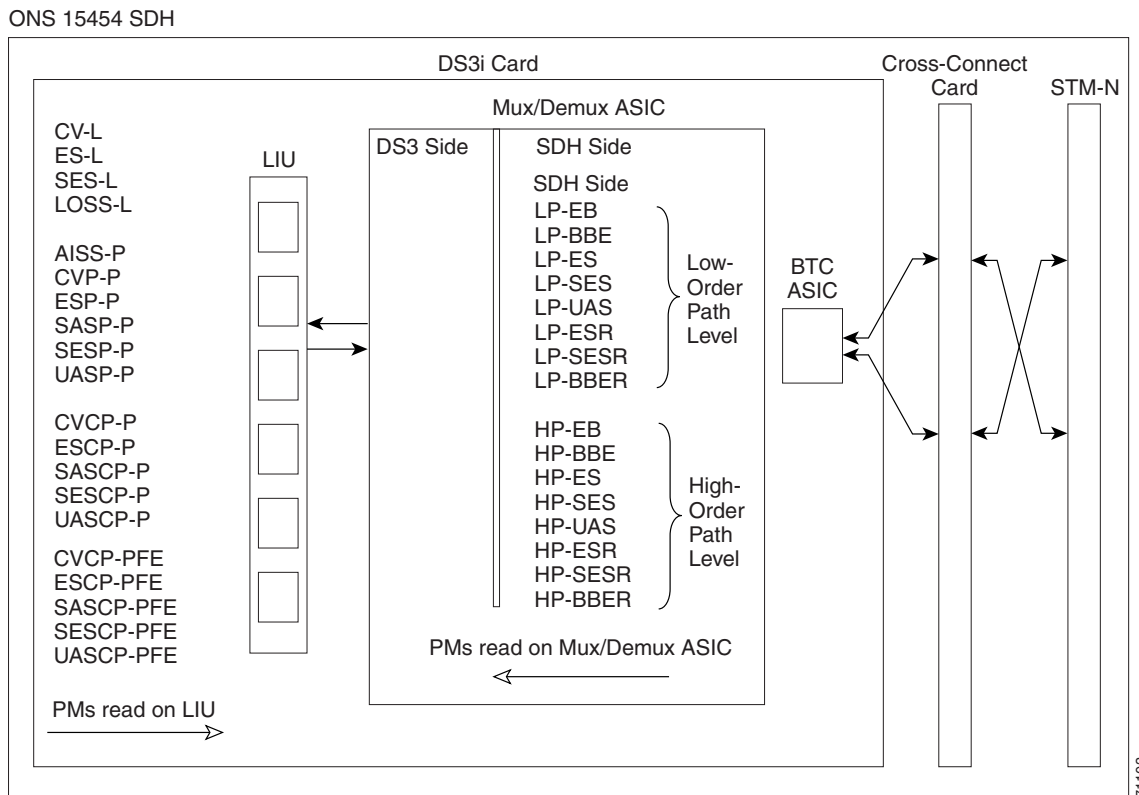 ONS 15454 SDH
DS3i Card
Cross-Connect
Card
STM-N
Mux/Demux ASIC
CV-L
ES-L
SES-L
LOSS-L
AISS-P
CVP-P
ESP-P
SASP-P
SESP-P
UASP-P
CVCP-P
ESCP-P
SASCP-P
SESCP-P
UASCP-P
CVCP-PFE
ESCP-PFE
SASCP-PFE
SESCP-PFE
UASCP-PFE
PMs read on LIU
LIU
DS3 Side
SDH Side
SDH Side
LP-EB
LP-BBE
LP-ES
LP-SES
LP-UAS
LP-ESR
LP-SESR
LP-BBER
Low-
Order
Path
Level
HP-EB
HP-BBE
HP-ES
HP-SES
HP-UAS
HP-ESR
HP-SESR
HP-BBER
High-
Order
Path
Level
PMs read on Mux/Demux ASIC
BTC
ASIC